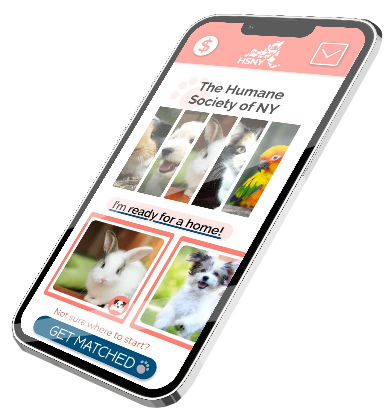 $
HSNY
The Humane
Society of NY
I'm ready for a home!
Not sure where to start?
GET MATCHED